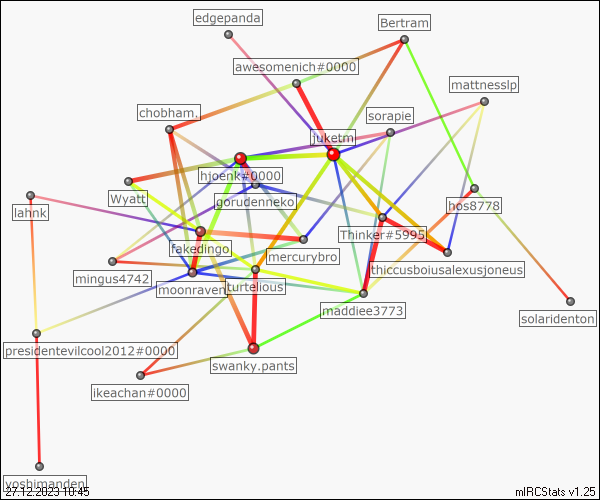 edgepanda
Bertram
awesomenich#0000
mattnesslp
chobham.
sorapie
juketm
hjoenk#0000
Wyatt
gorudenneko
hos8778
lahnk
fakedingo
Thinker#5995
mercurybro
mingus4742
thiccusboiusalexusjoneus
moonraven
turtelous
maddiee3773
solaridenton
presidentevilcool2012#0000
swanky.pants
ikeachan#0000
yoshimanden
27.12.2023 10:45
mIRCStats v1.25